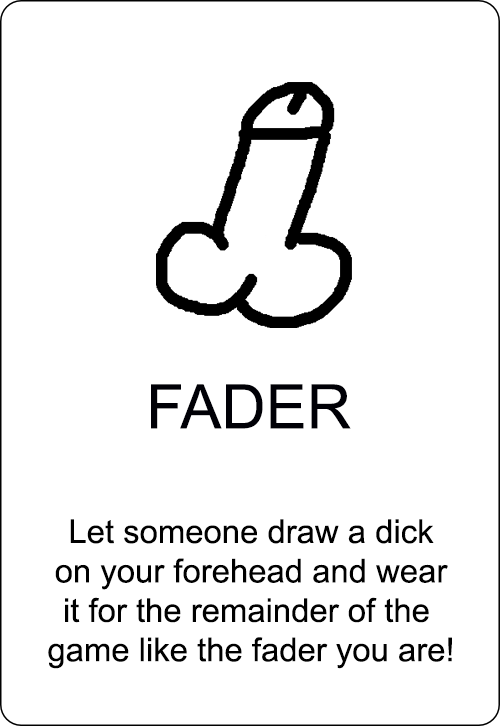 FADER
Let someone draw a dick
on your forehead and wear
it for the remainder of the
game like the fader you are!